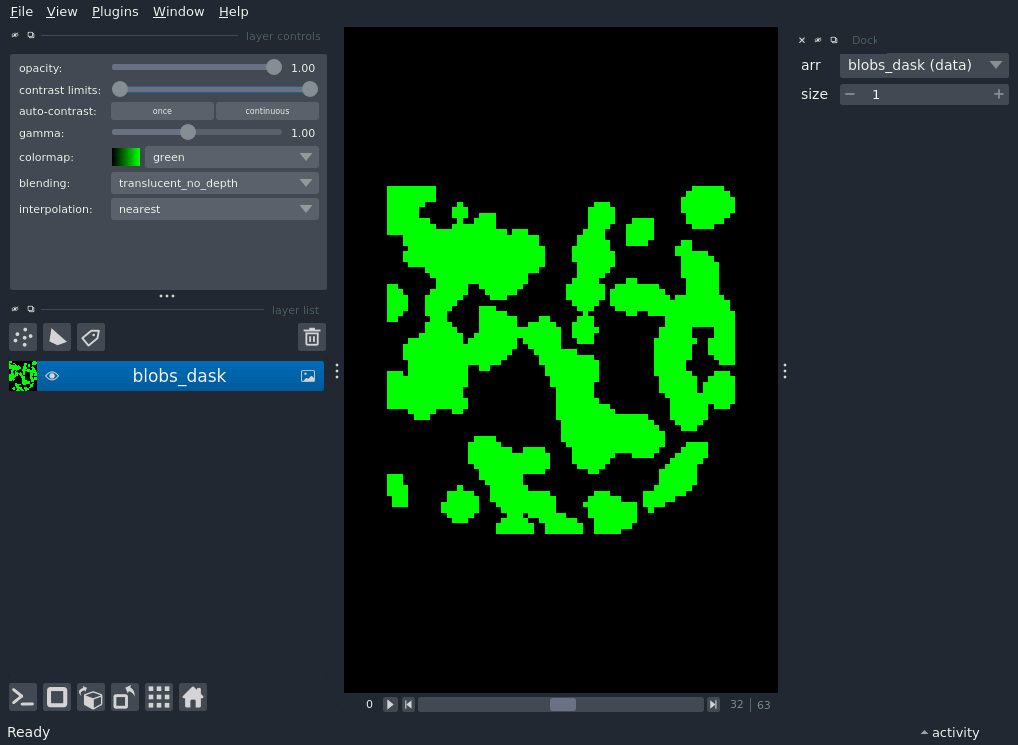 File View Plugins Window Help
layer controls
opacity: 1.00
contrast limits:
auto-contrast: once continuous
gamma: 1.00
colormap: green
blending: translucent_no_depth
interpolation: nearest
layer list
blobs_dask
0 32 63
Ready
activity
Dock
arr blobs_dask (data)
size 1